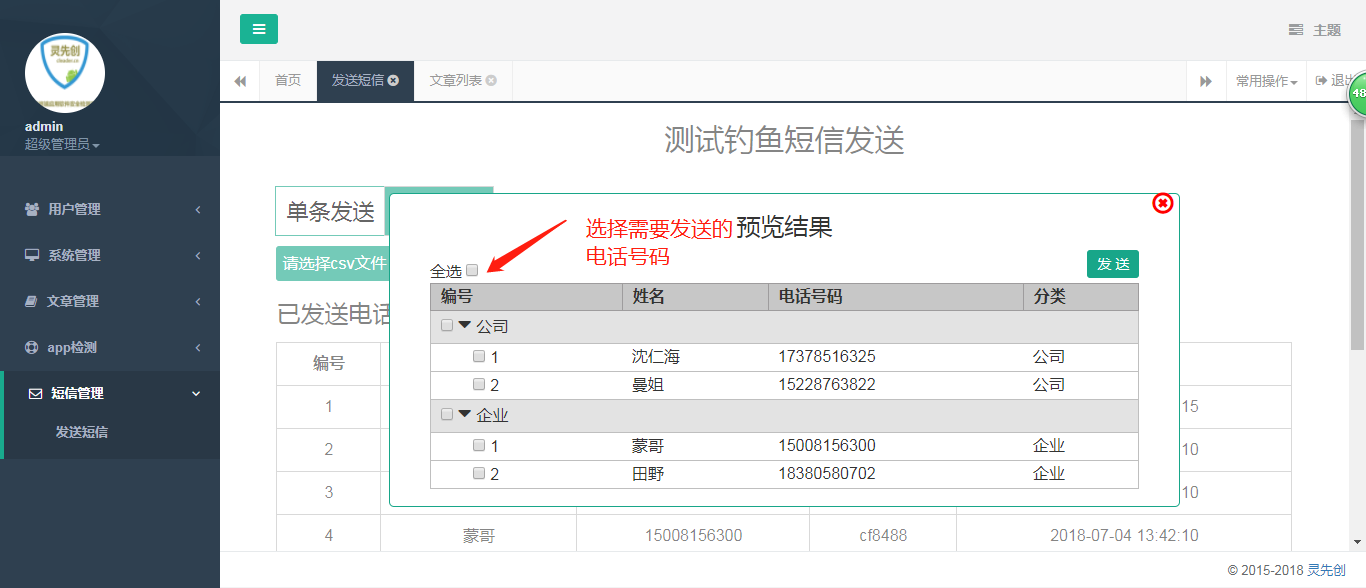 灵先创
admin
超级管理员
用户管理
系统管理
文章管理
app检测
短信管理
发送短信
主题
首页
发送短信
文章列表
常用操作
退出
48
测试钓鱼短信发送
单条发送
请选择csv文件
已发送电话
选择需要发送的 预览结果
电话号码
全选
发 送
编号 姓名 电话号码 分类
公司
1 沈仁海 17378516325 公司
2 曼姐 15228763822 公司
企业
1 蒙哥 15008156300 企业
2 田野 18380580702 企业
编号
1 15
2 10
3 10
4 蒙哥 15008156300 cf8488 2018-07-04 13:42:10
© 2015-2018 灵先创